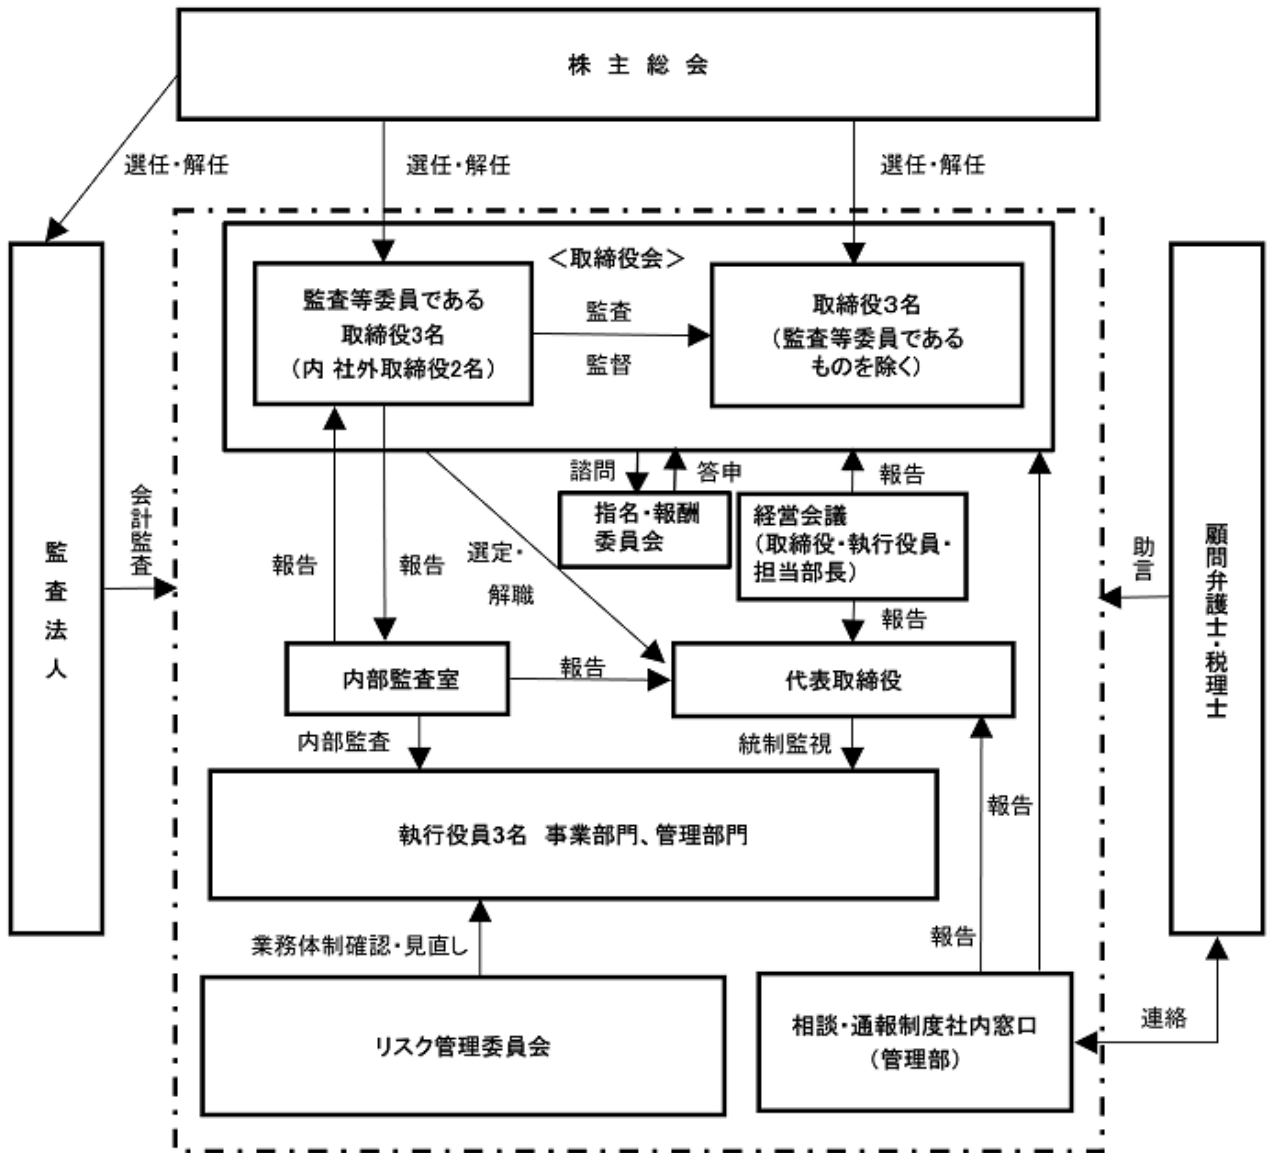 株 主 総 会
選任・解任
選任・解任
選任・解任
＜取締役会＞
監査等委員である
取締役3名
（内 社外取締役2名）
監査
監督
取締役３名
（監査等委員である
ものを除く）
監査法人
会計監査
顧問弁護士・税理士
助言
諮問
答申
報告
指名・報酬
委員会
経営会議
（取締役・執行役員・
担当部長）
報告
報告
選定・
解職
報告
内部監査室
報告
代表取締役
内部監査
統制監視
執行役員3名　事業部門、管理部門
報告
報告
業務体制確認・見直し
リスク管理委員会
相談・通報制度社内窓口
（管理部）
連絡